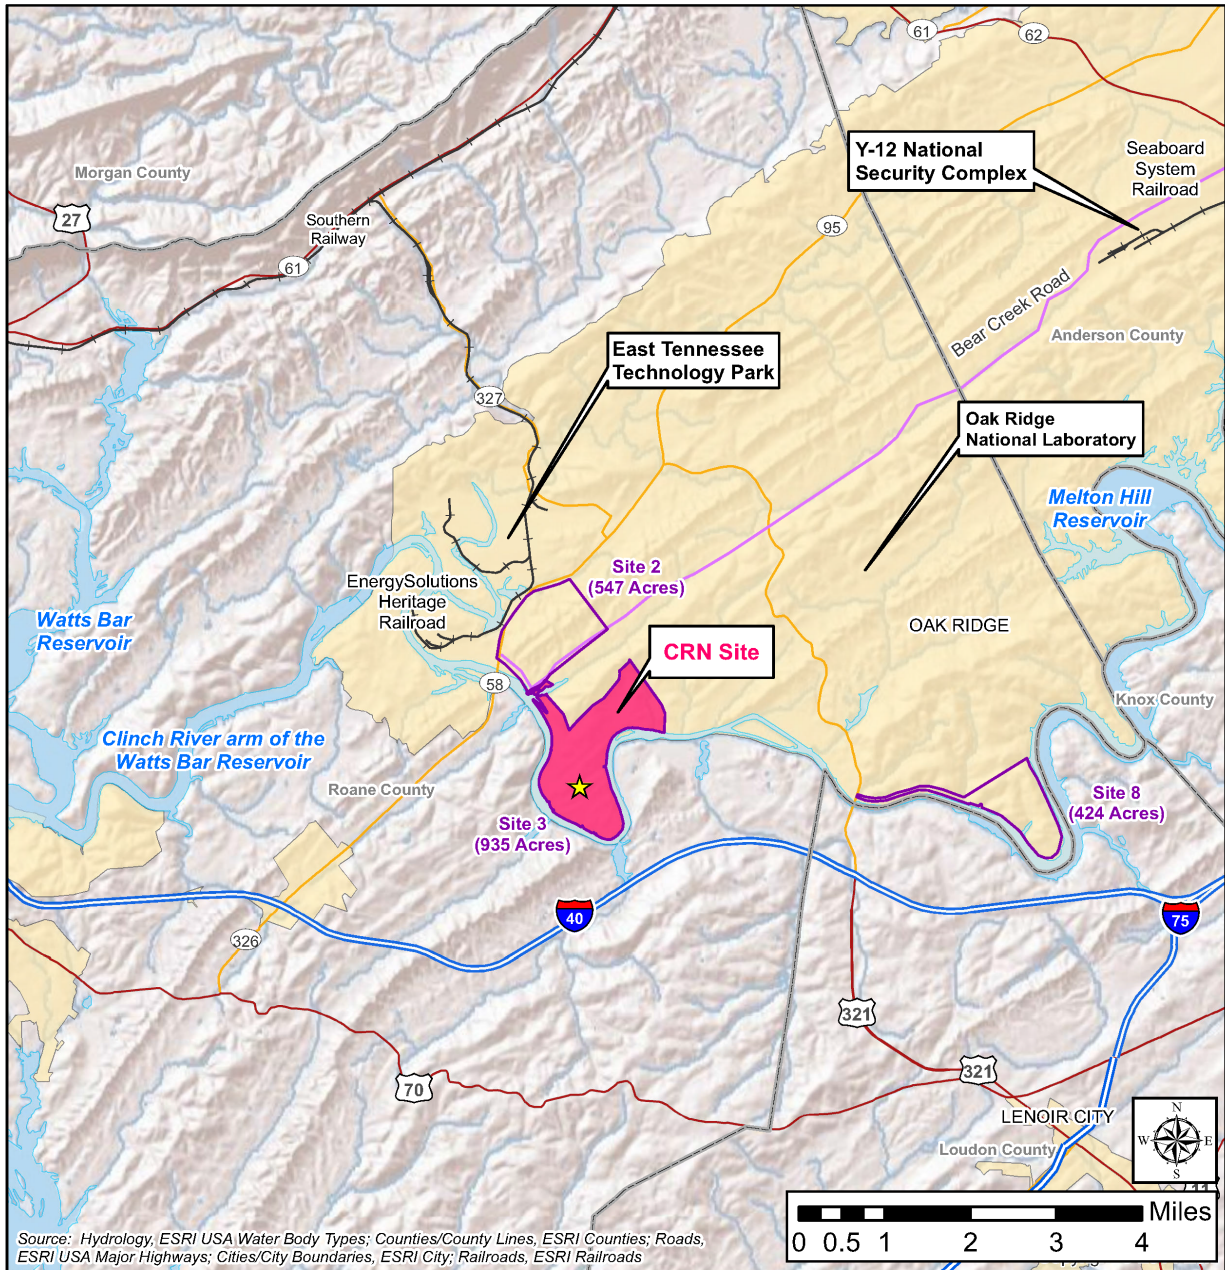 61
62
Y-12 National
Security Complex
Seaboard
System
Railroad
Morgan County
27
Southern
Railway
95
61
Bear Creek Road
Anderson County
East Tennessee
Technology Park
327
Oak Ridge
National Laboratory
Melton Hill
Reservoir
Site 2
(547 Acres)
EnergySolutions
Heritage
Railroad
Watts Bar
Reservoir
OAK RIDGE
CRN Site
58
Knox County
Clinch River arm of the
Watts Bar Reservoir
Roane County
Site 8
(424 Acres)
Site 3
(935 Acres)
40
75
326
321
321
70
LENOIR CITY
Loudon County
N
W E
S
11
Miles
0 0.5 1 2 3 4
Source: Hydrology, ESRI USA Water Body Types; Counties/County Lines, ESRI Counties; Roads,
ESRI USA Major Highways; Cities/City Boundaries, ESRI City; Railroads, ESRI Railroads